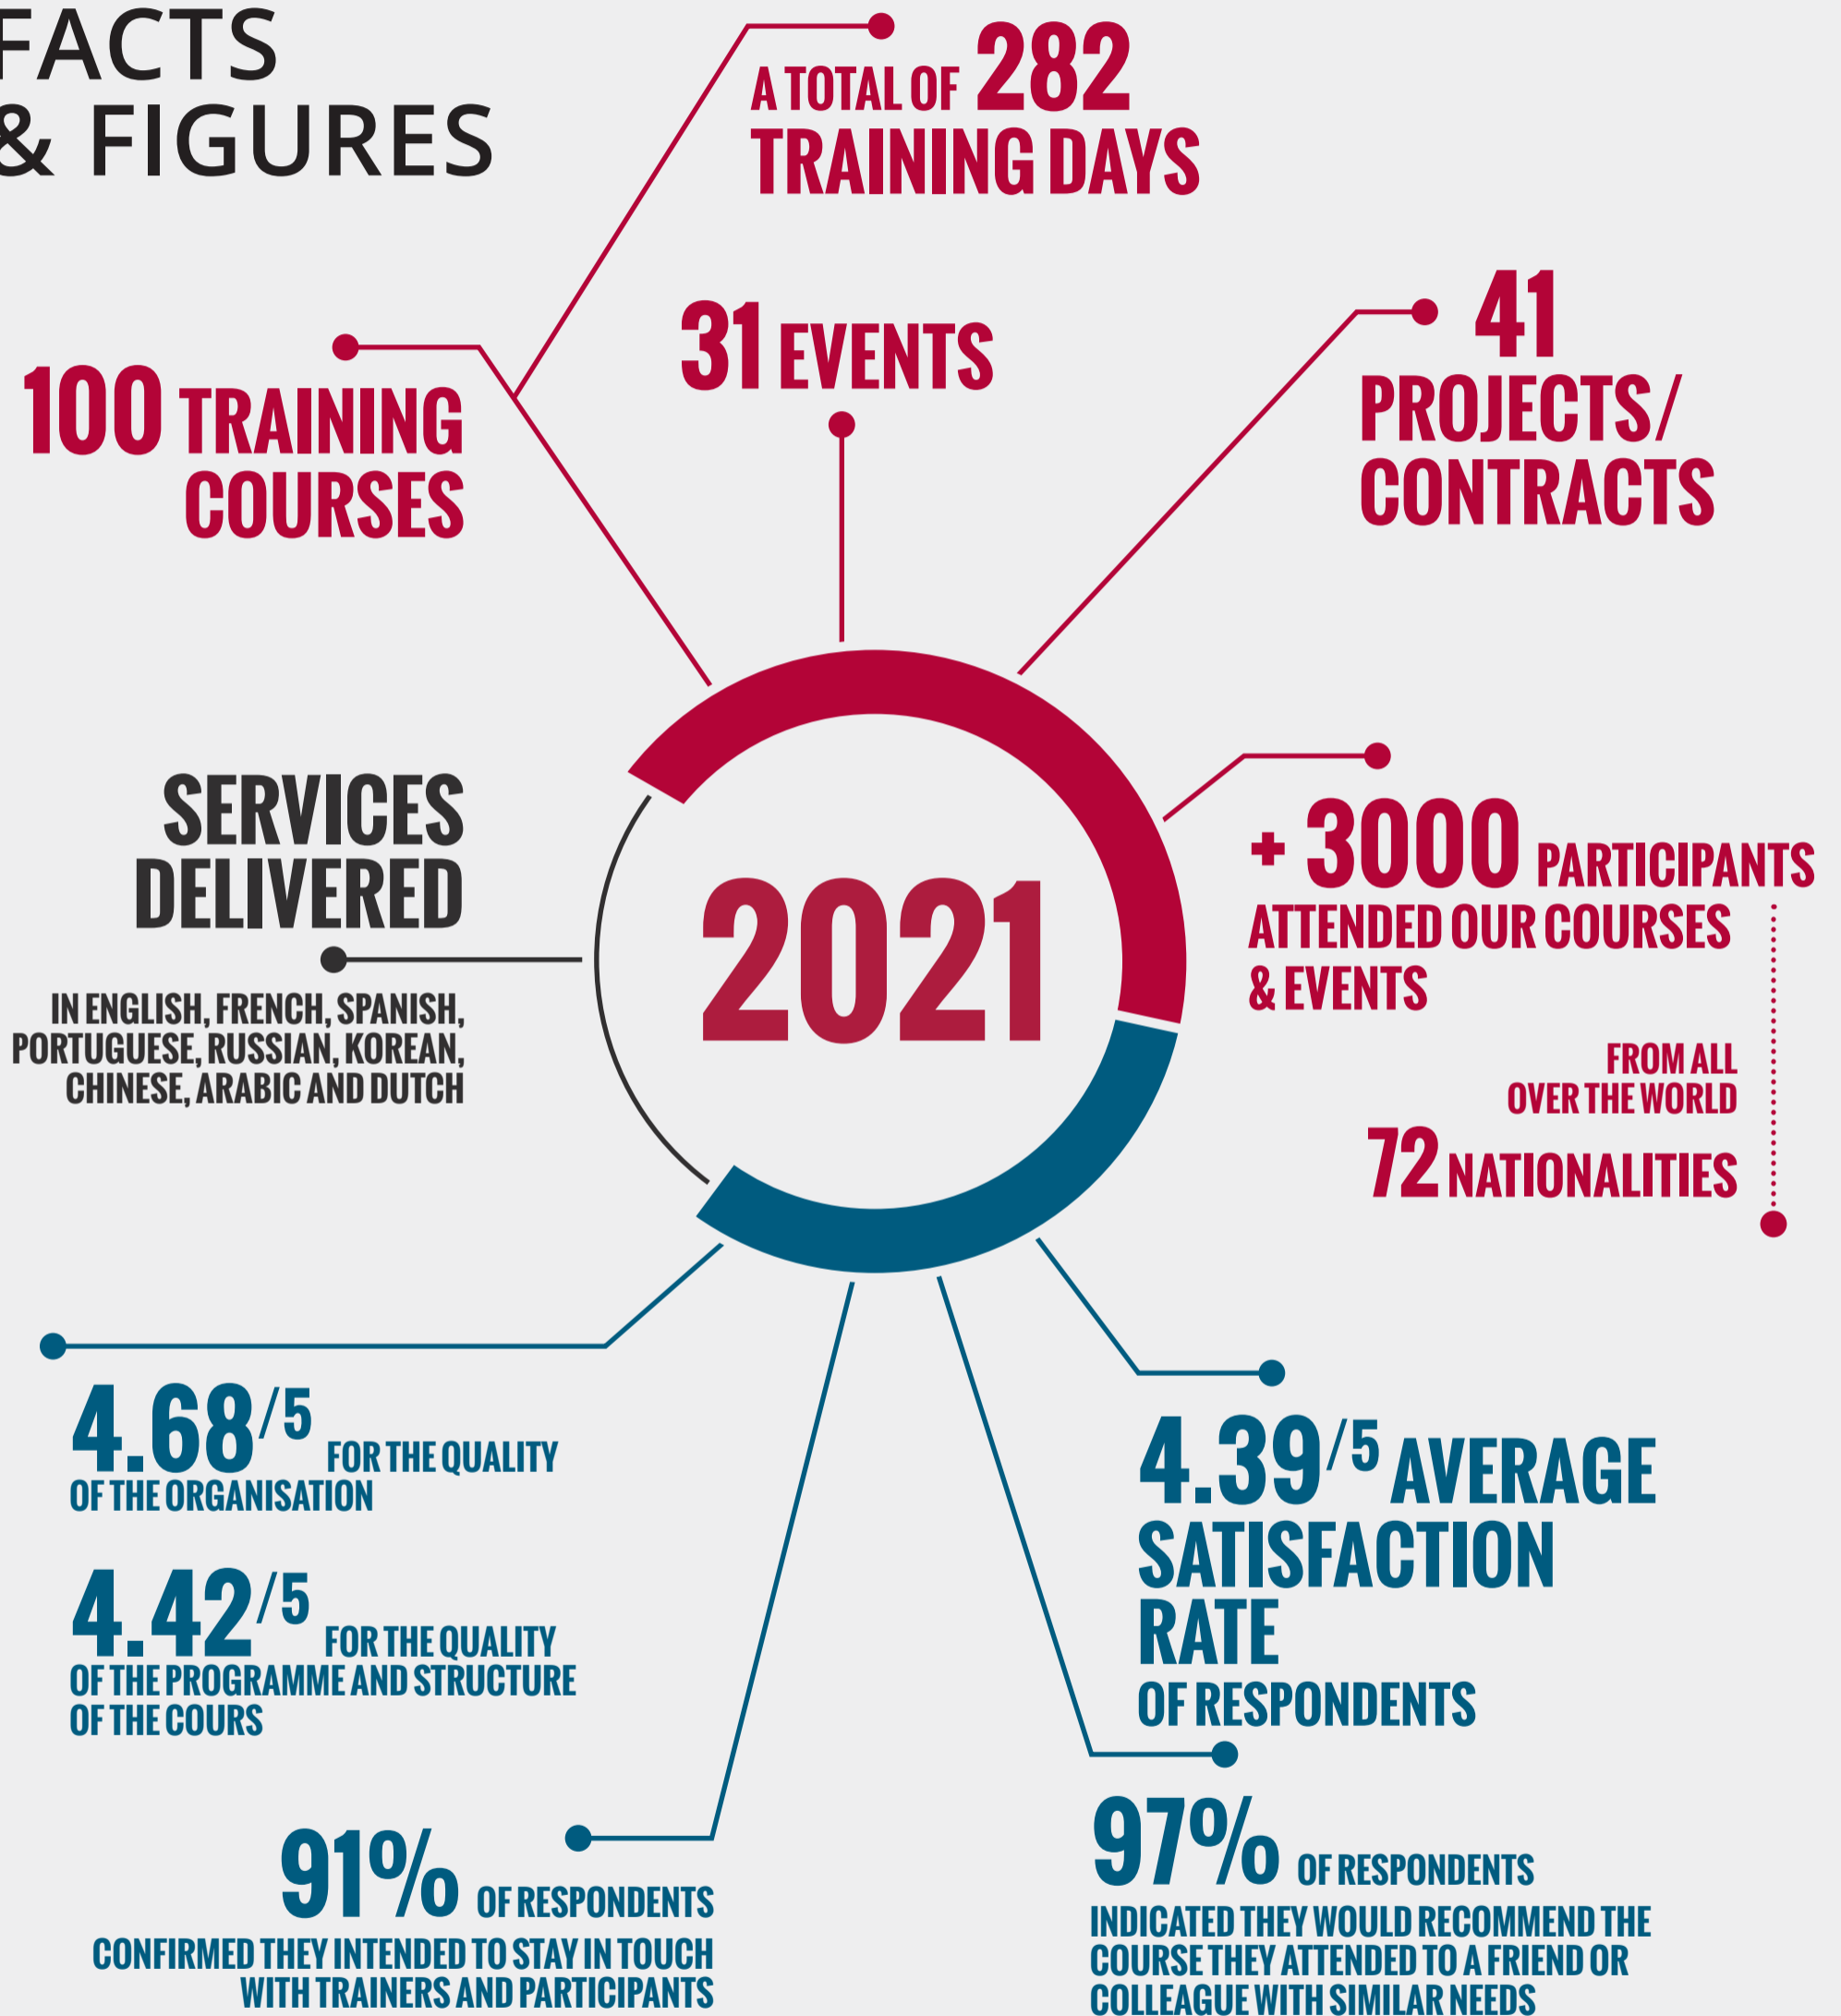 FACTS
& FIGURES
A TOTAL OF 282
TRAINING DAYS
31 EVENTS
41
PROJECTS/
CONTRACTS
100 TRAINING
COURSES
SERVICES
DELIVERED
IN ENGLISH, FRENCH, SPANISH,
PORTUGUESE, RUSSIAN, KOREAN,
CHINESE, ARABIC AND DUTCH
2021
+ 3000 PARTICIPANTS
ATTENDED OUR COURSES
& EVENTS
FROM ALL
OVER THE WORLD
72 NATIONALITIES
4.68/5 FOR THE QUALITY
OF THE ORGANISATION
4.42/5 FOR THE QUALITY
OF THE PROGRAMME AND STRUCTURE
OF THE COURS
4.39/5 AVERAGE
SATISFACTION
RATE
OF RESPONDENTS
91% OF RESPONDENTS
CONFIRMED THEY INTENDED TO STAY IN TOUCH
WITH TRAINERS AND PARTICIPANTS
97% OF RESPONDENTS
INDICATED THEY WOULD RECOMMEND THE
COURSE THEY ATTENDED TO A FRIEND OR
COLLEAGUE WITH SIMILAR NEEDS